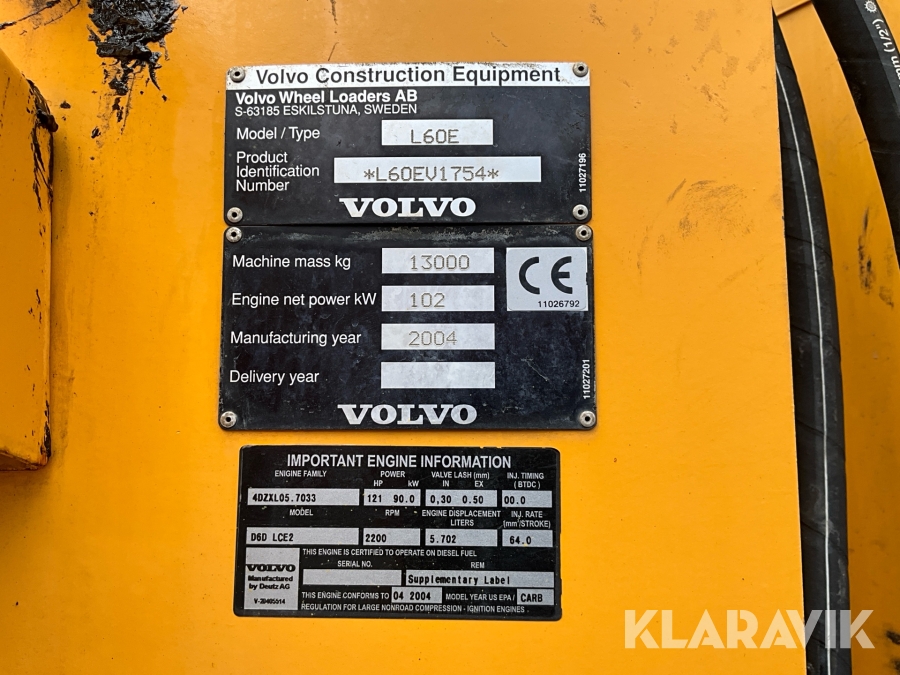 Volvo Construction Equipment
Volvo Wheel Loaders AB
S-63185 ESKILSTUNA, SWEDEN
Model / Type L60E
Product
Identification
Number *L60EV1754*
11027196
VOLVO
Machine mass kg 13000
Engine net power kW 102
CE
11026792
Manufacturing year 2004
Delivery year
11027201
VOLVO
IMPORTANT ENGINE INFORMATION
ENIGINE FAMILY POWER VALVE LASH (mm) INJ. TIMING
HP kW IN EX (BTDC)
4DZXL05.7033 121 90.0 0,30 0.50 00.0
MODEL RPM ENGINE DISPLACEMENT INJ. RATE
LITERS (mm³/STROKE)
D6D LCE2 2200 5.702 64.0
THIS ENGINE IS CERTIFIED TO OPERATE ON DIESEL FUEL
SERIAL NO. REM
VOLVO
Manufactured
by Deutz AG
Supplementary Label
V-20405514
THIS ENGINE CONFORMS TO 04 2004 MODEL YEAR US EPA / CARB
REGULATION FOR LARGE NONROAD COMPRESSION - IGNITION ENGINES.
(1/2")
KLARAVIK